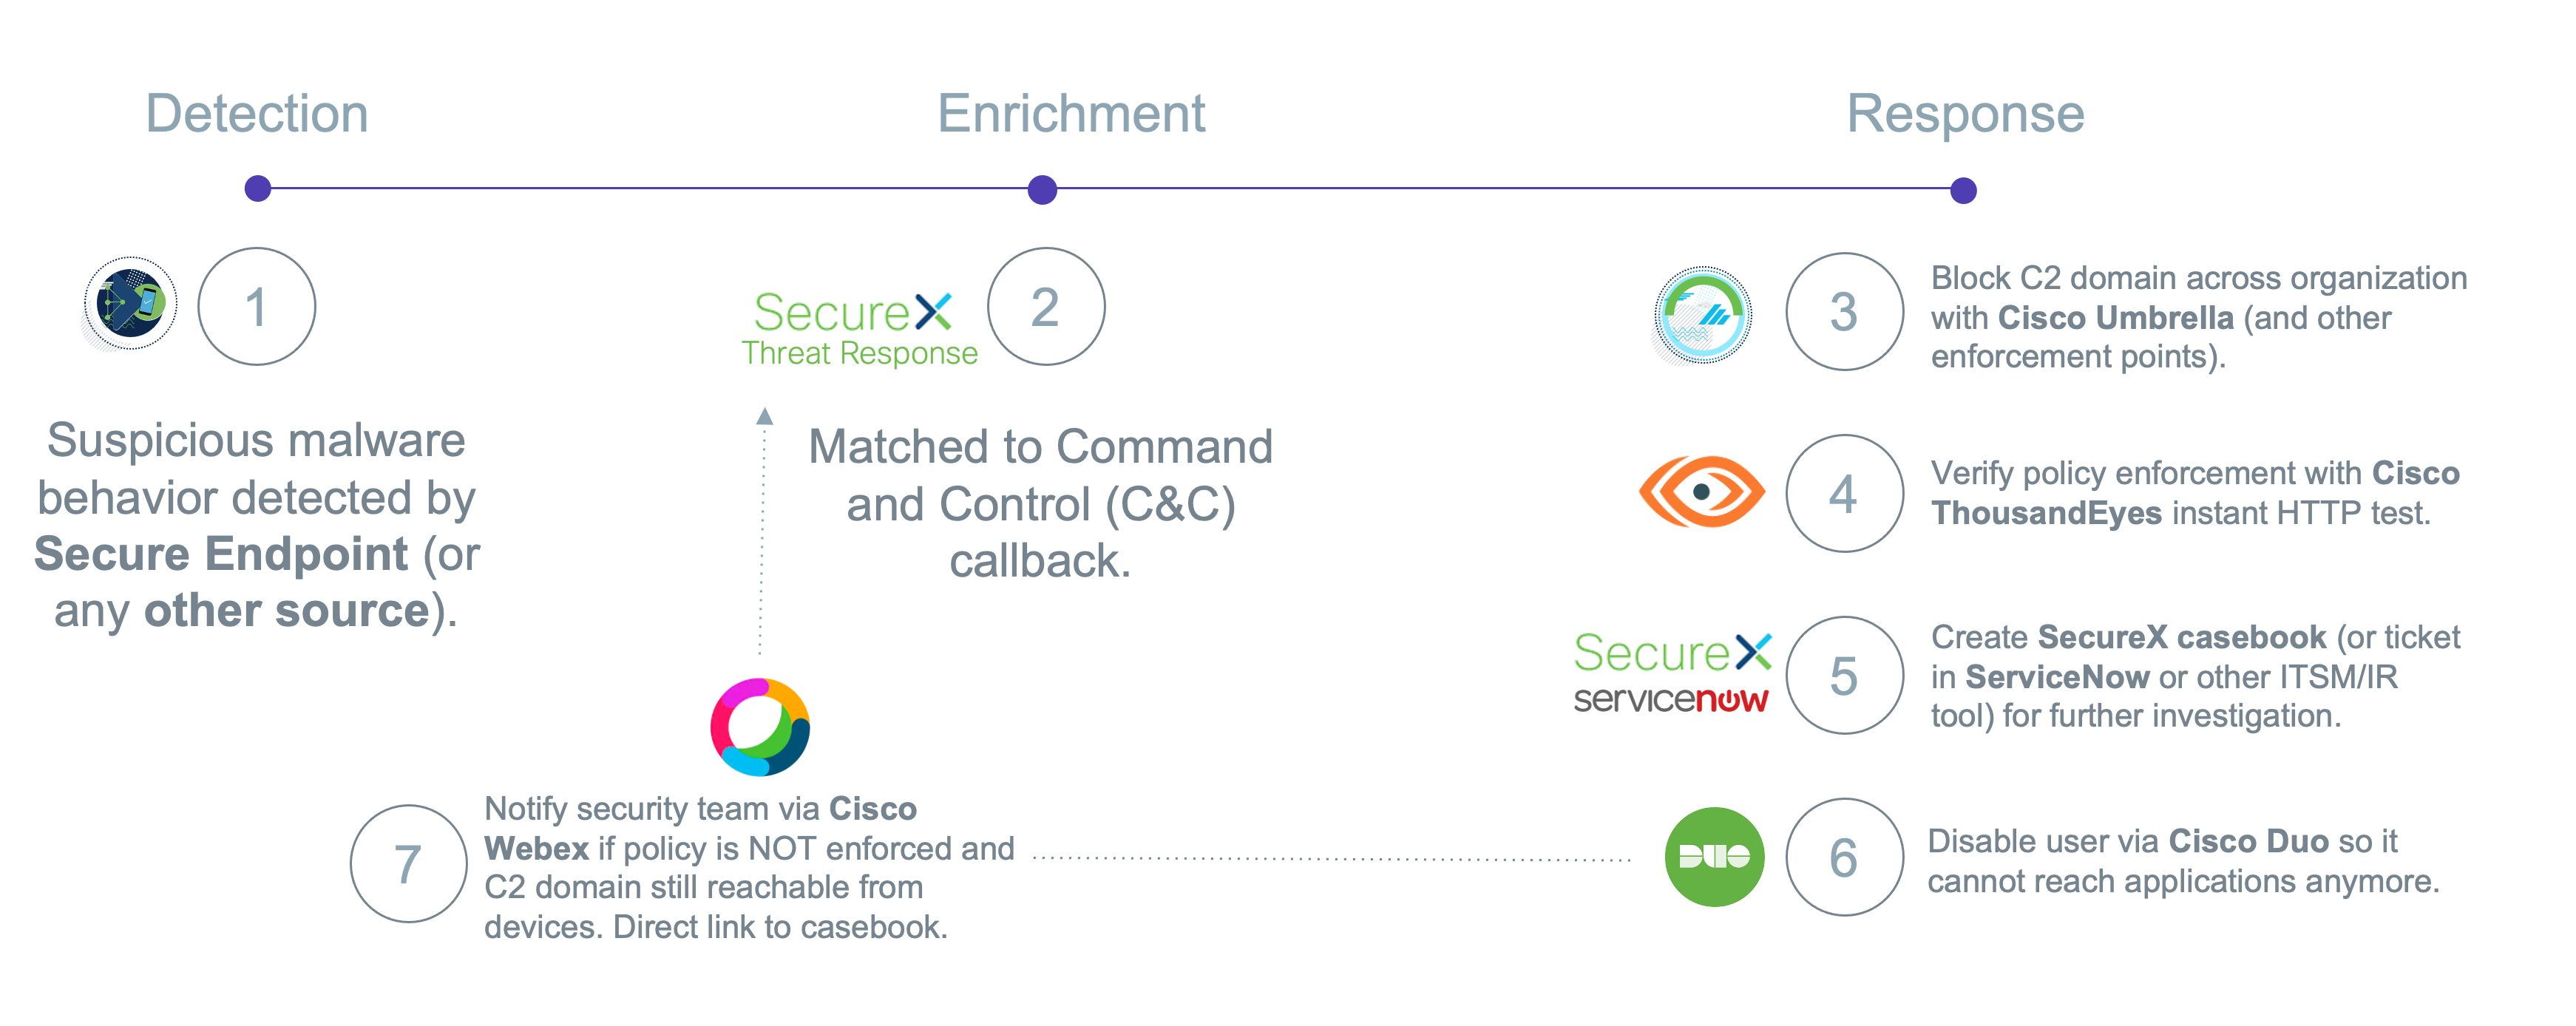 Detection
Enrichment
Response
1
Suspicious malware
behavior detected by
Secure Endpoint (or
any other source).
SecureX
Threat Response
2
Matched to Command
and Control (C&C)
callback.
3
Block C2 domain across organization
with Cisco Umbrella (and other
enforcement points).
4
Verify policy enforcement with Cisco
ThousandEyes instant HTTP test.
SecureX
servicenow
5
Create SecureX casebook (or ticket
in ServiceNow or other ITSM/IR
tool) for further investigation.
DUO
6
Disable user via Cisco Duo so it
cannot reach applications anymore.
7
Notify security team via Cisco
Webex if policy is NOT enforced and
C2 domain still reachable from
devices. Direct link to casebook.